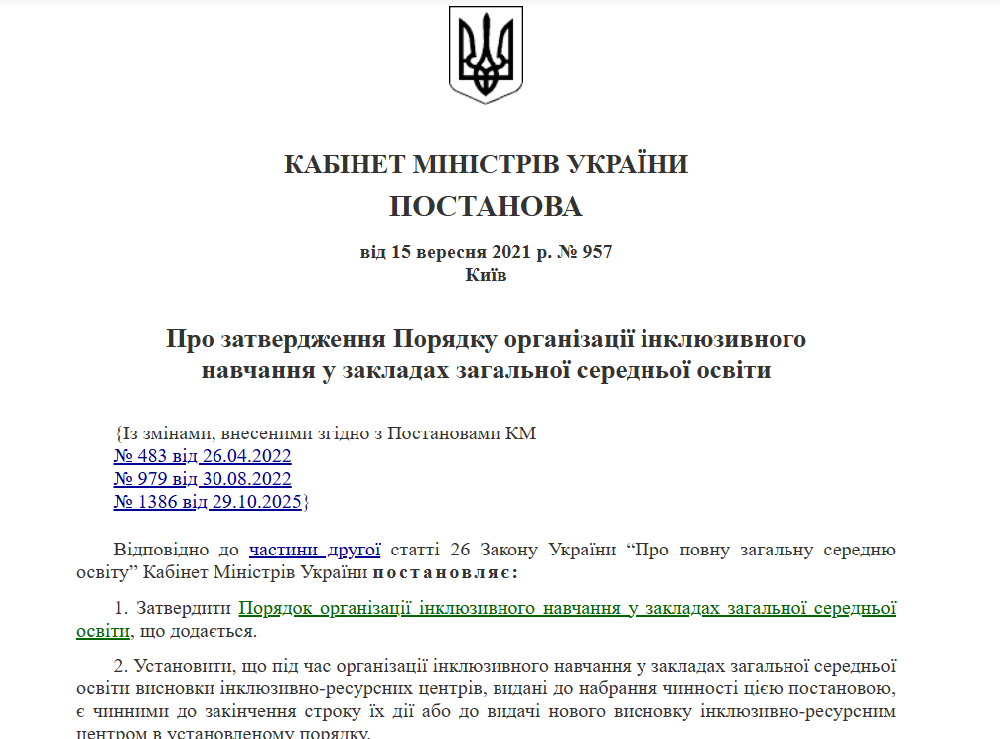 КАБІНЕТ МІНІСТРІВ УКРАЇНИ
ПОСТАНОВА
від 15 вересня 2021 р. № 957
Київ
Про затвердження Порядку організації інклюзивного
навчання у закладах загальної середньої освіти
{Із змінами, внесеними згідно з Постановами КМ
№ 483 від 26.04.2022
№ 979 від 30.08.2022
№ 1386 від 29.10.2025}
Відповідно до частини другої статті 26 Закону України “Про повну загальну середню
освіту” Кабінет Міністрів України постановляє:
1. Затвердити Порядок організації інклюзивного навчання у закладах загальної середньої
освіти, що додається.
2. Установити, що під час організації інклюзивного навчання у закладах загальної середньої
освіти висновки інклюзивно-ресурсних центрів, видані до набрання чинності цією постановою,
є чинними до закінчення строку їх дії або до видачі нового висновку інклюзивно-ресурсним
центром в установленому порядку.